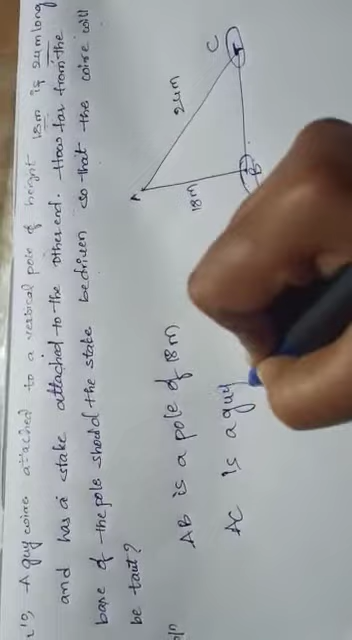 A guy wire attached to a vertical pole of height 18m is 24m long
and has a stake attached to the other end. How far from the
base of the pole should the stake be driven so that the wire will
be taut?
A
24m
C
18m
B
AB is a pole of 18m
AC is a guy